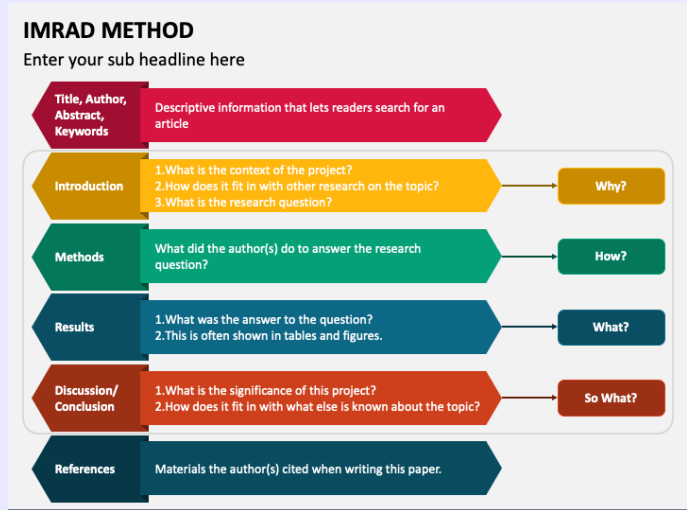 IMRAD METHOD
Enter your sub headline here
Title, Author,
Abstract,
Keywords
Descriptive information that lets readers search for an
article
Introduction
1.What is the context of the project?
2.How does it fit in with other research on the topic?
3.What is the research question?
Why?
Methods
What did the author(s) do to answer the research
question?
How?
Results
1.What was the answer to the question?
2.This is often shown in tables and figures.
What?
Discussion/
Conclusion
1.What is the significance of this project?
2.How does it fit in with what else is known about the topic?
So What?
References
Materials the author(s) cited when writing this paper.